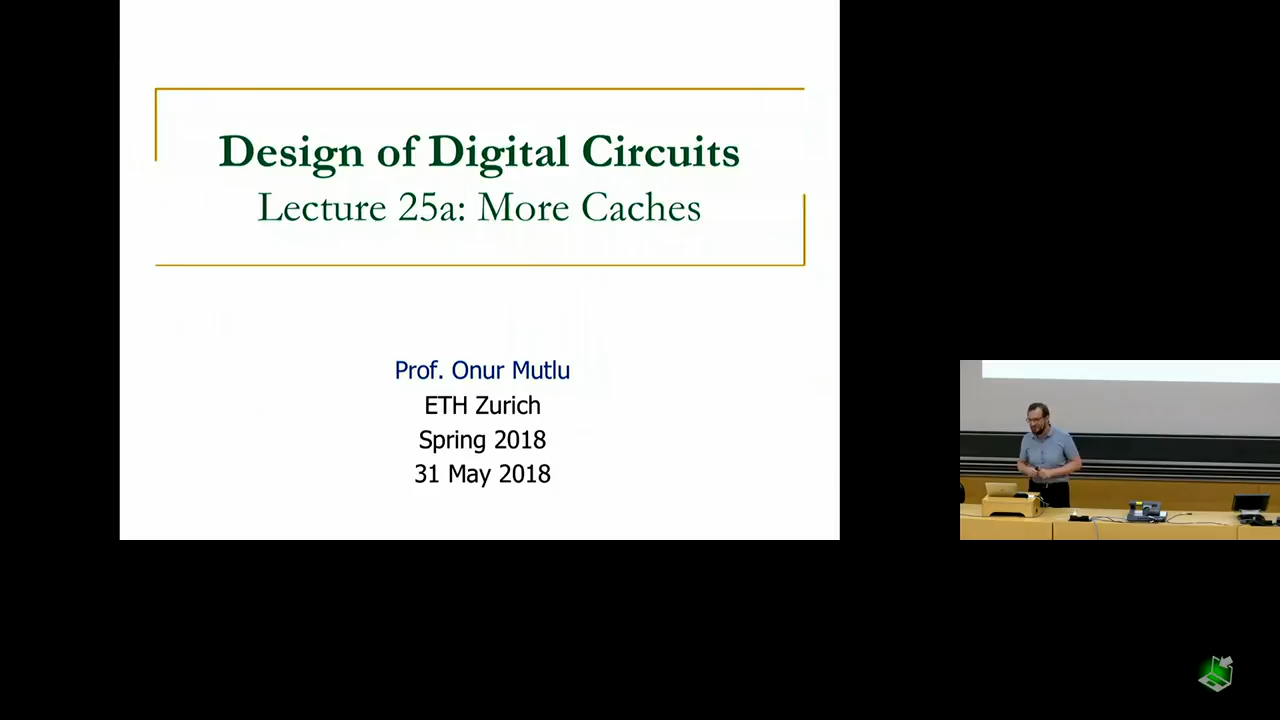 Design of Digital Circuits
Lecture 25a: More Caches
Prof. Onur Mutlu
ETH Zurich
Spring 2018
31 May 2018